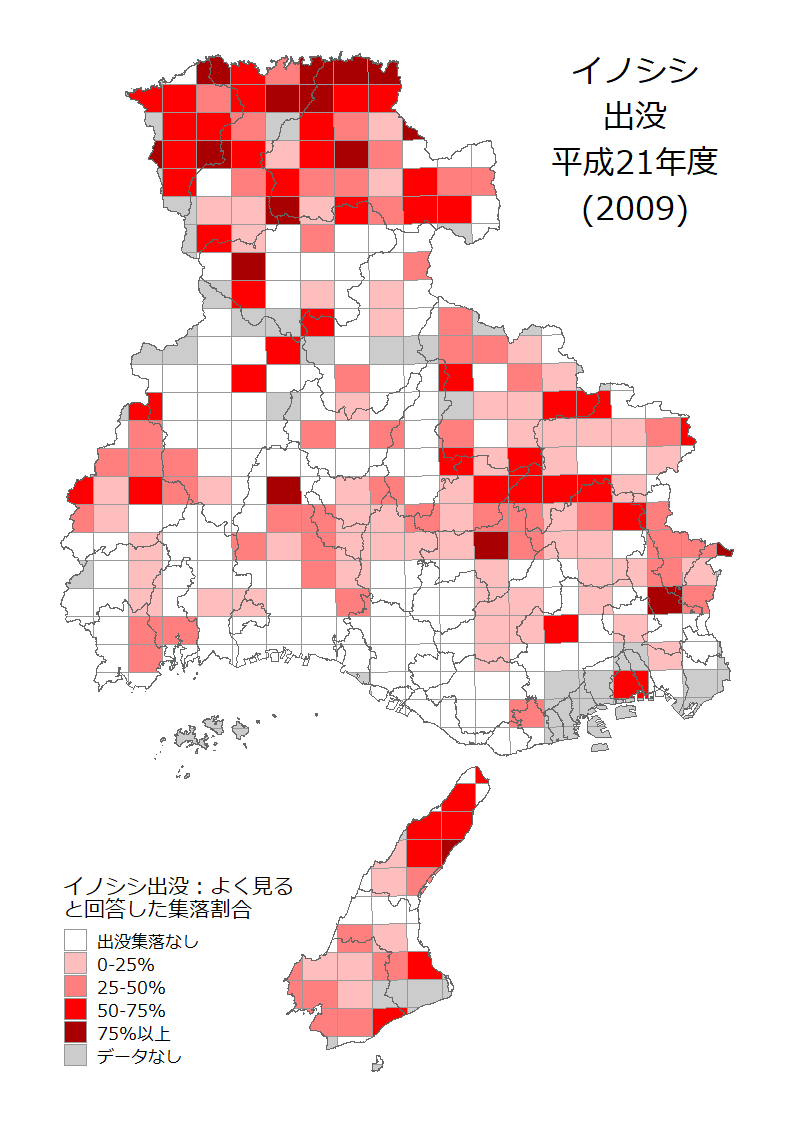 イノシシ
出没
平成21年度
(2009)
イノシシ出没：よく見る
と回答した集落割合
出没集落なし
0-25%
25-50%
50-75%
75%以上
データなし